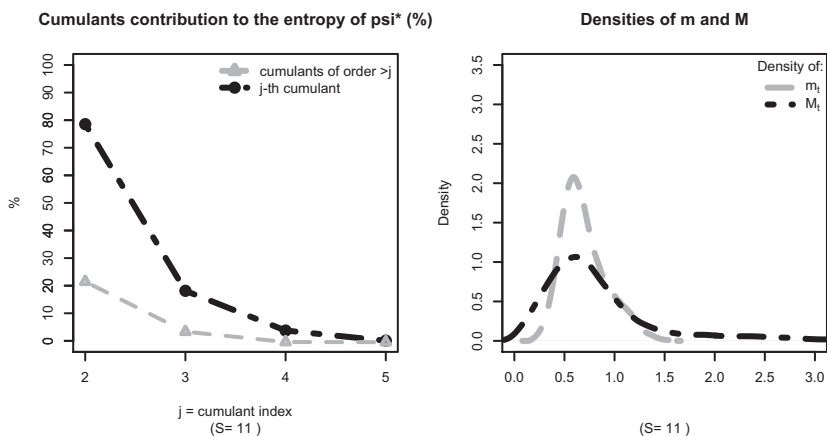 Cumulants contribution to the entropy of psi* (%)
cumulants of order >j
j-th cumulant
100
90
80
70
60
50
40
30
20
10
0
%
2 3 4 5
j = cumulant index
(S= 11 )
Densities of m and M
Density of:
mt
Mt
3.5
3.0
2.5
2.0
1.5
1.0
0.5
0.0
Density
0.0 0.5 1.0 1.5 2.0 2.5 3.0
(S= 11 )